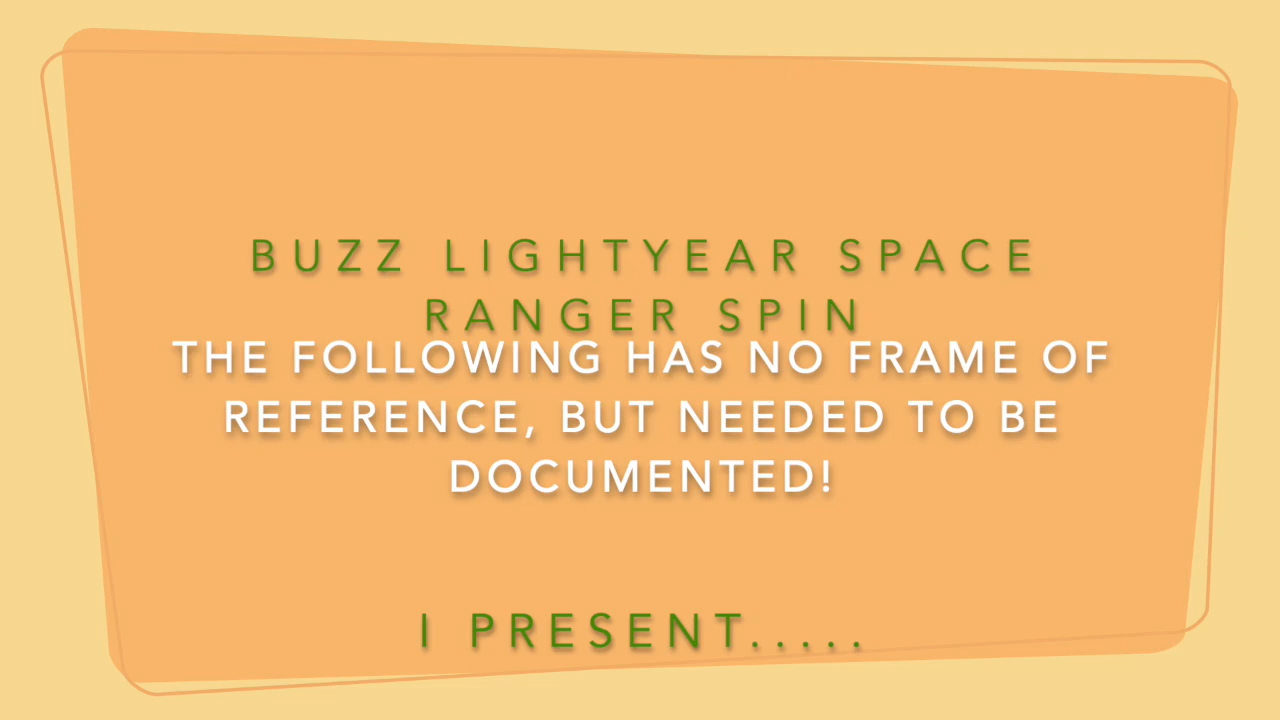 BUZZ LIGHTYEAR SPACE
RANGER SPIN
THE FOLLOWING HAS NO FRAME OF
REFERENCE, BUT NEEDED TO BE
DOCUMENTED!
I PRESENT.....